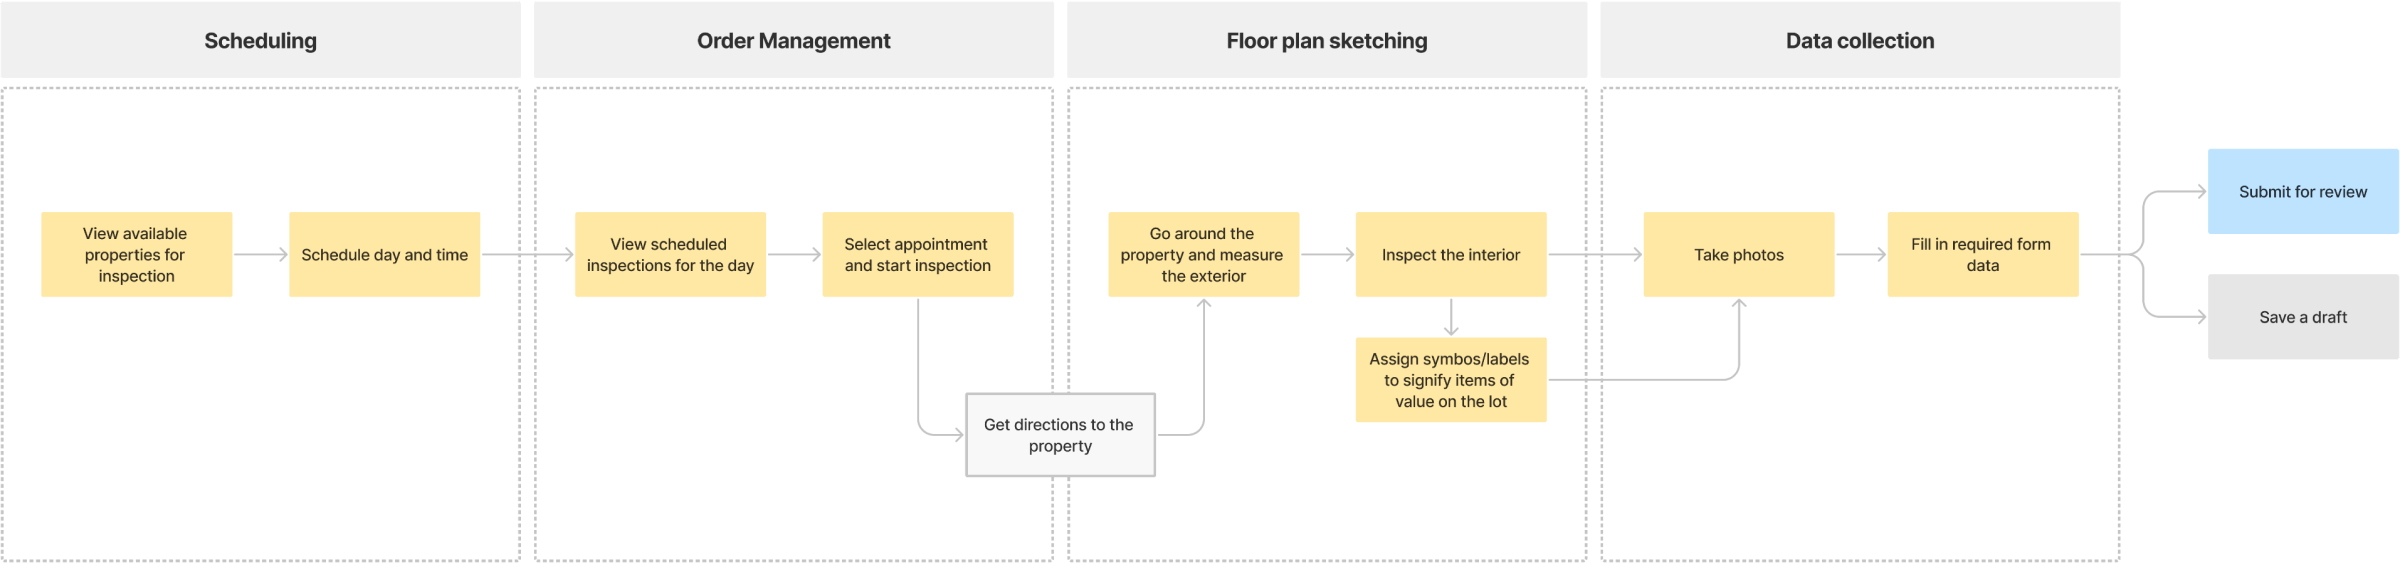 Scheduling
Order Management
Floor plan sketching
Data collection
View available
properties for
inspection
Schedule day and time
View scheduled
inspections for the day
Select appointment
and start inspection
Get directions to the
property
Go around the
property and measure
the exterior
Inspect the interior
Assign symbos/labels
to signify items of
value on the lot
Take photos
Fill in required form
data
Submit for review
Save a draft